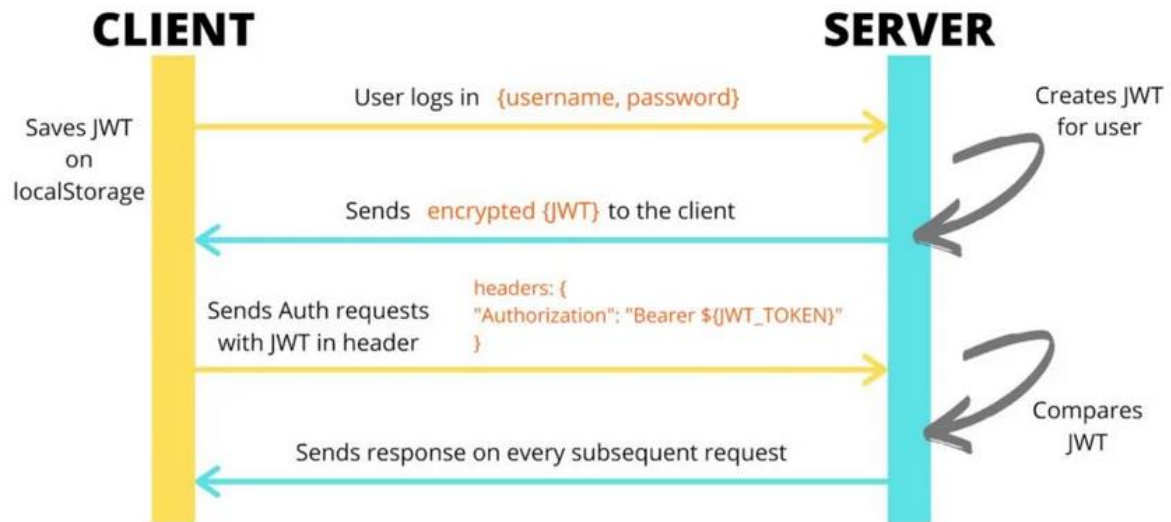 CLIENT
SERVER
User logs in {username, password}
Creates JWT
for user
Saves JWT
on
localStorage
Sends encrypted {JWT} to the client
Sends Auth requests
with JWT in header
headers: {
"Authorization": "Bearer ${JWT_TOKEN}"
}
Compares
JWT
Sends response on every subsequent request